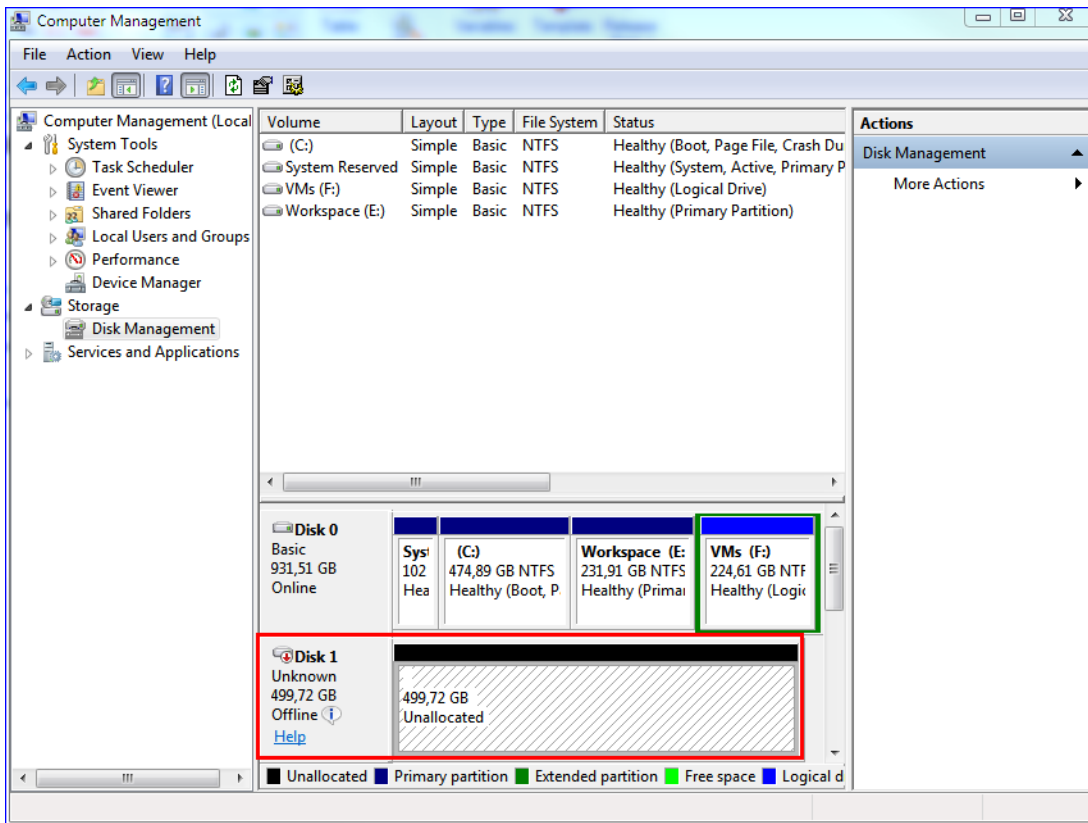 Computer Management
File Action View Help
Computer Management (Local
System Tools
Task Scheduler
Event Viewer
Shared Folders
Local Users and Groups
Performance
Device Manager
Storage
Disk Management
Services and Applications
Volume Layout Type File System Status
(C:) Simple Basic NTFS Healthy (Boot, Page File, Crash Du
System Reserved Simple Basic NTFS Healthy (System, Active, Primary P
VMs (F:) Simple Basic NTFS Healthy (Logical Drive)
Workspace (E:) Simple Basic NTFS Healthy (Primary Partition)
Actions
Disk Management
More Actions
Disk 0
Basic
931,51 GB
Online
Syst
102
Hea
(C:)
474,89 GB NTFS
Healthy (Boot, P
Workspace (E:
231,91 GB NTFS
Healthy (Primar
VMs (F:)
224,61 GB NTF
Healthy (Logic
Disk 1
Unknown
499,72 GB
Offline
Help
499,72 GB
Unallocated
Unallocated Primary partition Extended partition Free space Logical d